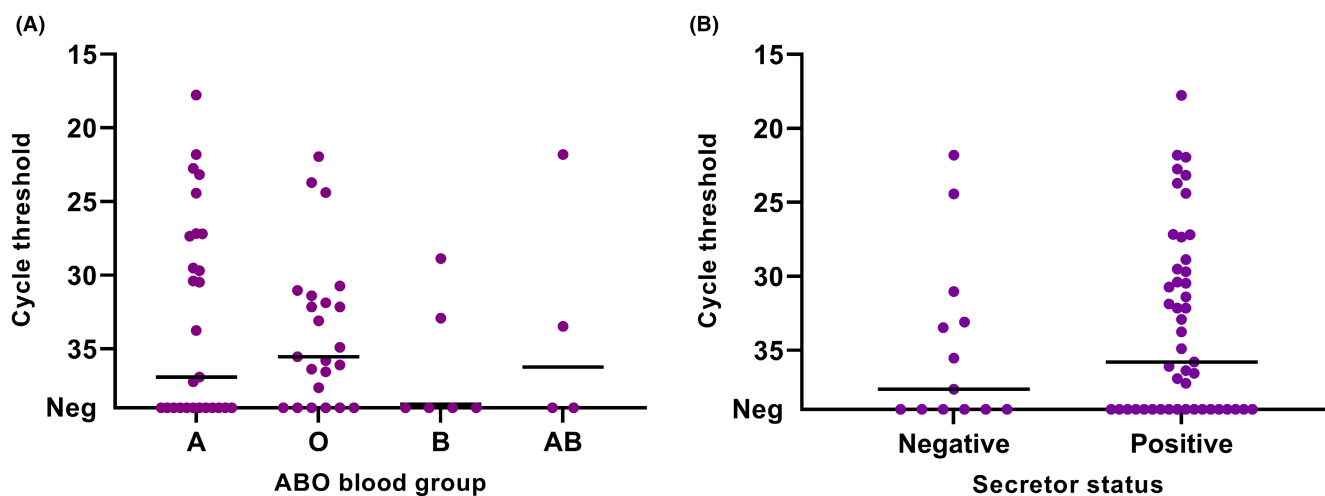 (A)
15
20
25
30
35
Neg
Cycle threshold
A O B AB
ABO blood group
(B)
15
20
25
30
35
Neg
Cycle threshold
Negative Positive
Secretor status